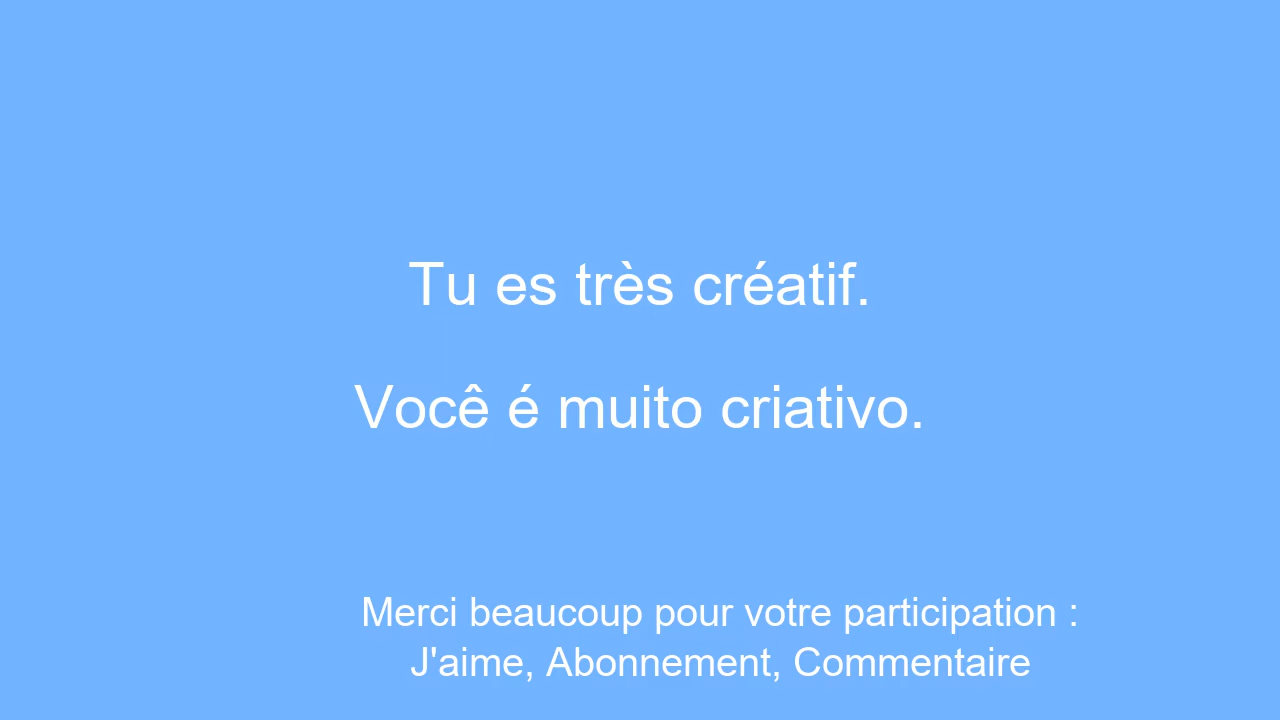 Tu es très créatif.
Você é muito criativo.
Merci beaucoup pour votre participation :
J'aime, Abonnement, Commentaire